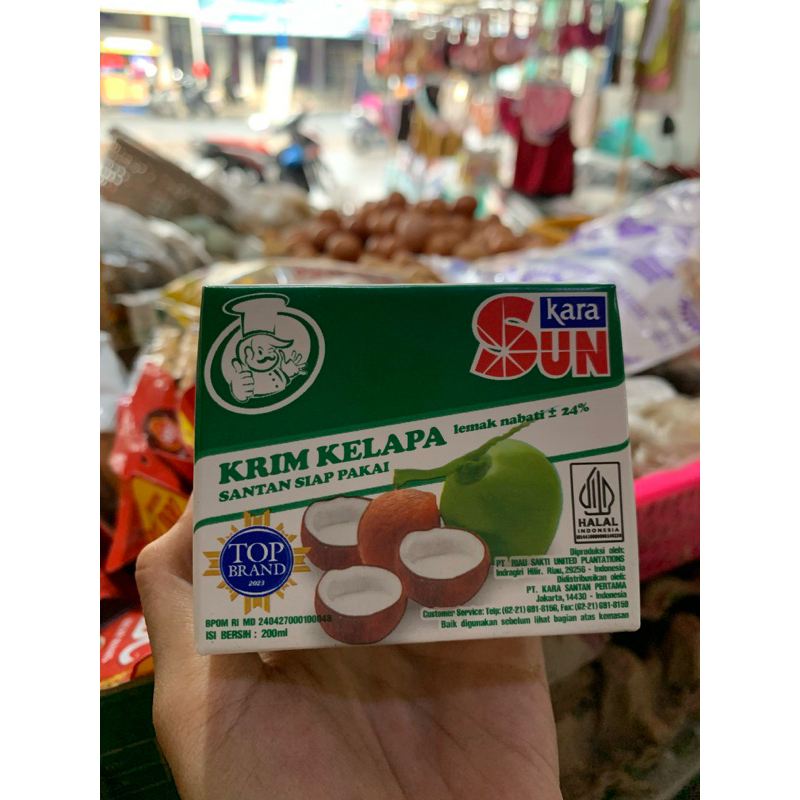 kara
SUN
lemak nabati ± 24%
KRIM KELAPA
SANTAN SIAP PAKAI
HALAL
INDONESIA
TOP
BRAND
2023
Diproduksi oleh:
PT. RIAU SAKTI UNITED PLANTATIONS
Indragiri Hilir, Riau, 29256 - Indonesia
Didistribusikan oleh:
PT. KARA SANTAN PERTAMA
Jakarta, 14430 - Indonesia
Customer Service: Telp: (62-21) 691-8156, Fax: (62-21) 691-8159
Baik digunakan sebelum lihat bagian atas kemasan
BPOM RI MD
ISI BERSIH : 200ml